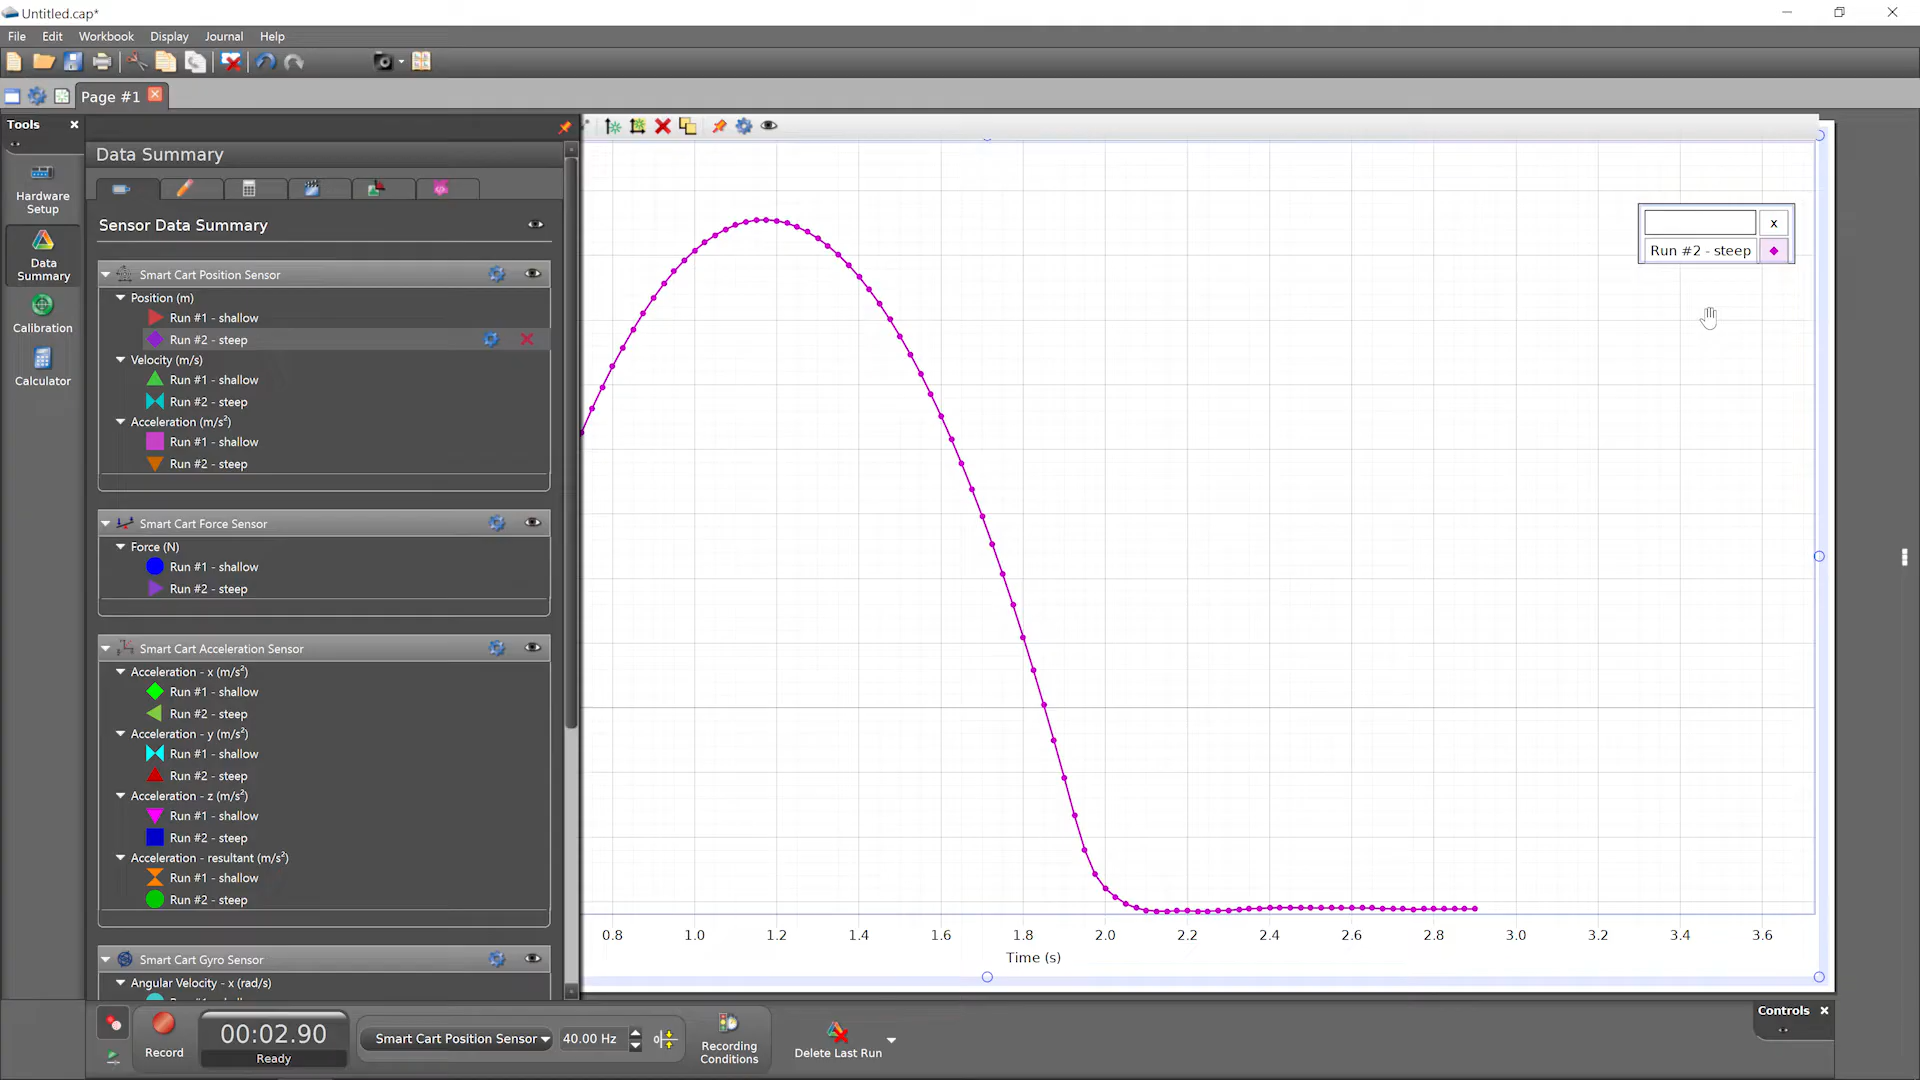 Untitled.cap*
File Edit Workbook Display Journal Help
Page #1
Tools
Hardware Setup
Data Summary
Calibration
Calculator
Data Summary
Sensor Data Summary
Smart Cart Position Sensor
Position (m)
Run #1 - shallow
Run #2 - steep
Velocity (m/s)
Run #1 - shallow
Run #2 - steep
Acceleration (m/s²)
Run #1 - shallow
Run #2 - steep
Smart Cart Force Sensor
Force (N)
Run #1 - shallow
Run #2 - steep
Smart Cart Acceleration Sensor
Acceleration - x (m/s²)
Run #1 - shallow
Run #2 - steep
Acceleration - y (m/s²)
Run #1 - shallow
Run #2 - steep
Acceleration - z (m/s²)
Run #1 - shallow
Run #2 - steep
Acceleration - resultant (m/s²)
Run #1 - shallow
Run #2 - steep
Smart Cart Gyro Sensor
Angular Velocity - x (rad/s)
x
Run #2 - steep
0.8 1.0 1.2 1.4 1.6 1.8 2.0 2.2 2.4 2.6 2.8 3.0 3.2 3.4 3.6
Time (s)
Record
00:02.90
Ready
Smart Cart Position Sensor
40.00 Hz
Recording Conditions
Delete Last Run
Controls